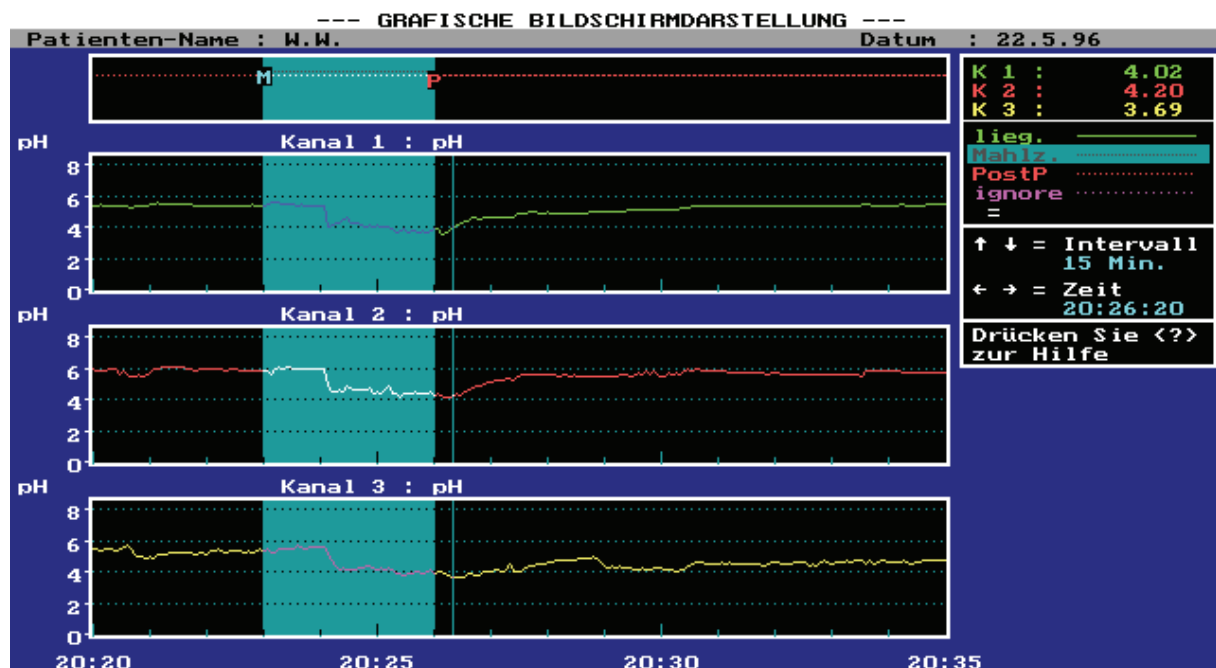 --- GRAFISCHE BILDSCHIRMDARSTELLUNG ---
Patienten-Name : W.W. Datum : 22.5.96
M
P
K 1 : 4.02
K 2 : 4.20
K 3 : 3.69
lieg.
Mahlz.
PostP
ignore
=
↑ ↓ = Intervall
15 Min.
← → = Zeit
20:26:20
Drücken Sie <?>
zur Hilfe
pH Kanal 1 : pH
8
6
4
2
0
pH Kanal 2 : pH
8
6
4
2
0
pH Kanal 3 : pH
8
6
4
2
0
20:20 20:25 20:30 20:35